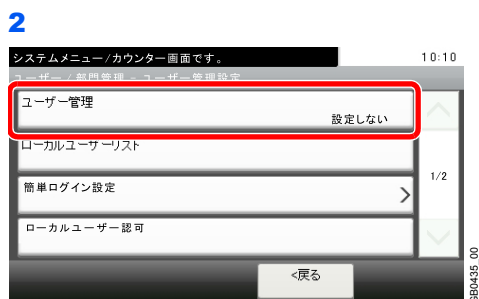 2
システムメニュー/カウンター画面です。
10:10
ユーザー / 部門管理 - ユーザー管理設定
ユーザー管理
設定しない
ローカルユーザーリスト
簡単ログイン設定
1/2
ローカルユーザー認可
<戻る
GB0435_00